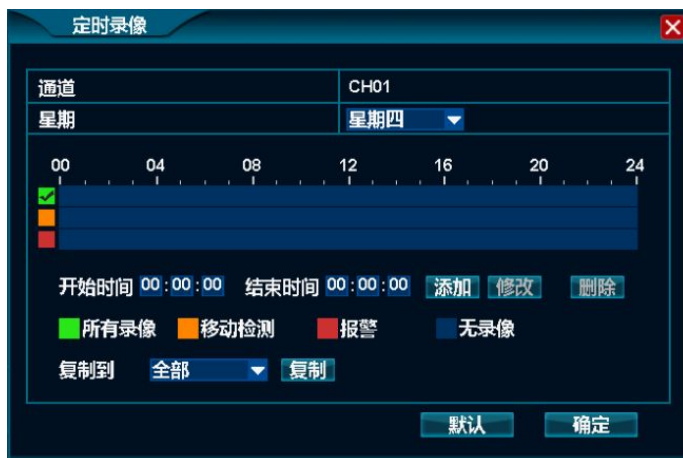 定时录像
通道 CH01
星期 星期四
00 04 08 12 16 20 24
开始时间 00:00:00 结束时间 00:00:00 添加 修改 删除
所有录像 移动检测 报警 无录像
复制到 全部 复制
默认 确定